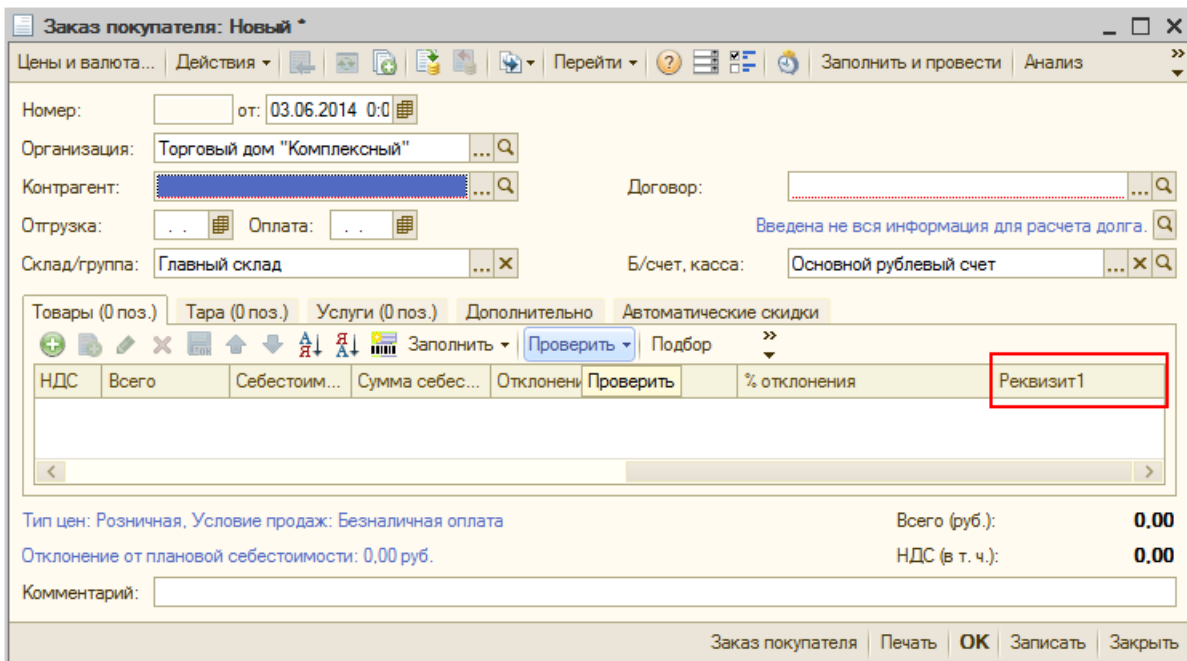 Заказ покупателя: Новый *
Цены и валюта... Действия Перейти Заполнить и провести Анализ
Номер: от: 03.06.2014 0:0
Организация: Торговый дом "Комплексный"
Контрагент: Договор:
Отгрузка: . . Оплата: . . Введена не вся информация для расчета долга.
Склад/группа: Главный склад Б/счет, касса: Основной рублевый счет
Товары (0 поз.) Тара (0 поз.) Услуги (0 поз.) Дополнительно Автоматические скидки
Заполнить Проверить Подбор
НДС Всего Себестоим... Сумма себес... Отклонени Проверить % отклонения Реквизит1
Тип цен: Розничная, Условие продаж: Безналичная оплата Всего (руб.): 0,00
Отклонение от плановой себестоимости: 0,00 руб. НДС (в т. ч.): 0,00
Комментарий:
Заказ покупателя Печать OK Записать Закрыть